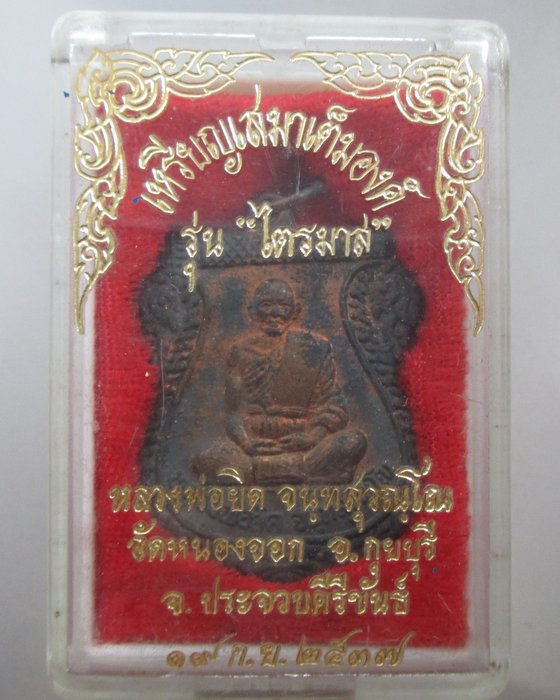 เหรียญเสมาเต็มองค์
รุ่น "ไตรมาส"
หลวงพ่อยิด จนฺทสุวณฺโณ
วัดหนองจอก อ.กุยบุรี
จ.ประจวบคีรีขันธ์
๑๙ ก.ย. ๒๕๓๗